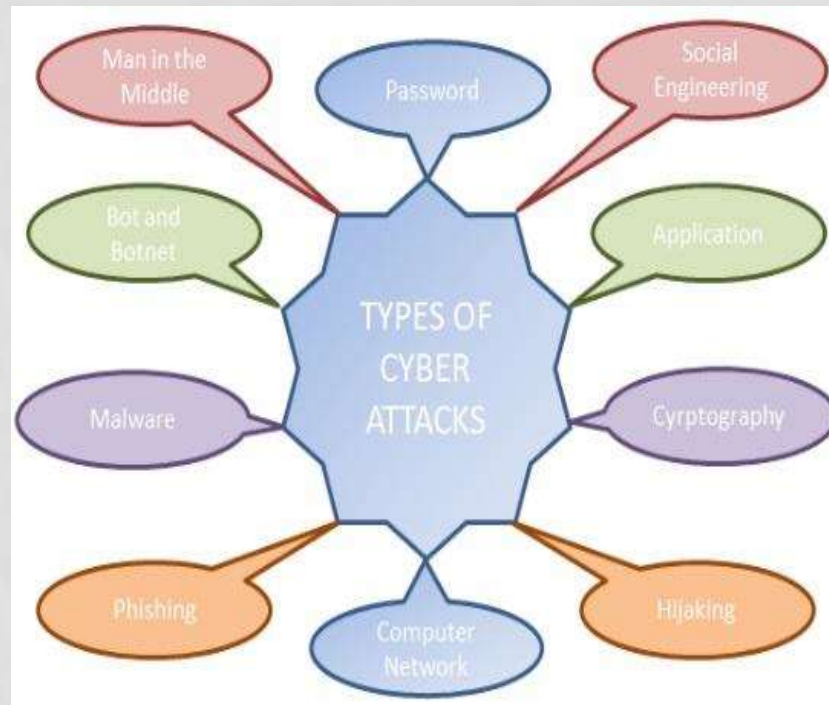 Man in the
Middle
Password
Social
Engineering
Bot and
Botnet
Application
TYPES OF
CYBER
ATTACKS
Malware
Cyrptography
Phishing
Computer
Network
Hijaking